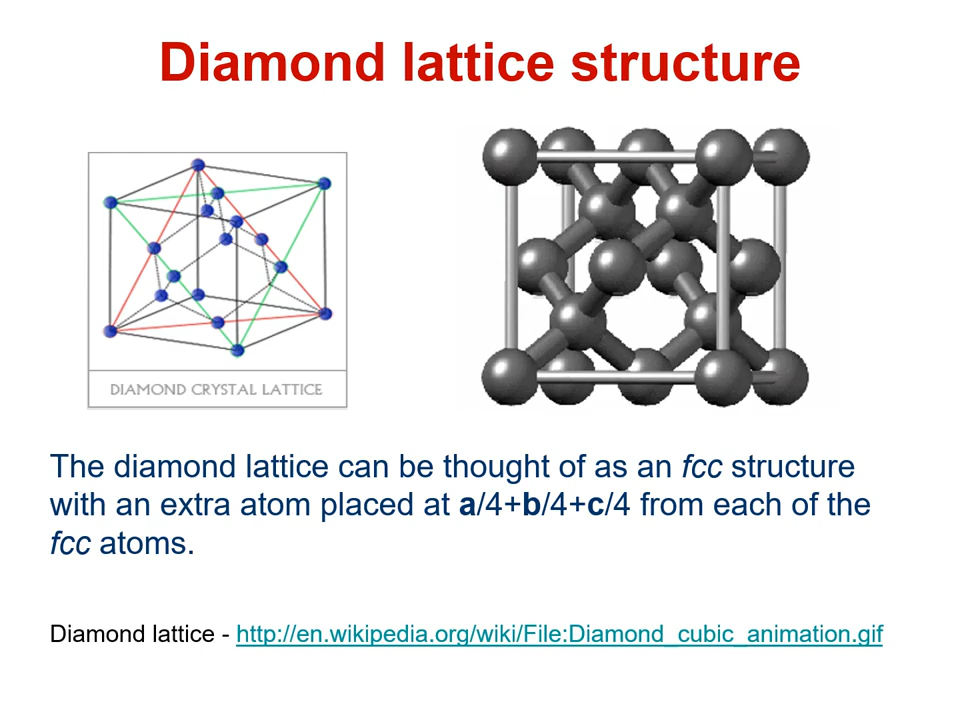 Diamond lattice structure
DIAMOND CRYSTAL LATTICE
The diamond lattice can be thought of as an fcc structure
with an extra atom placed at a/4+b/4+c/4 from each of the
fcc atoms.
Diamond lattice - http://en.wikipedia.org/wiki/File:Diamond_cubic_animation.gif